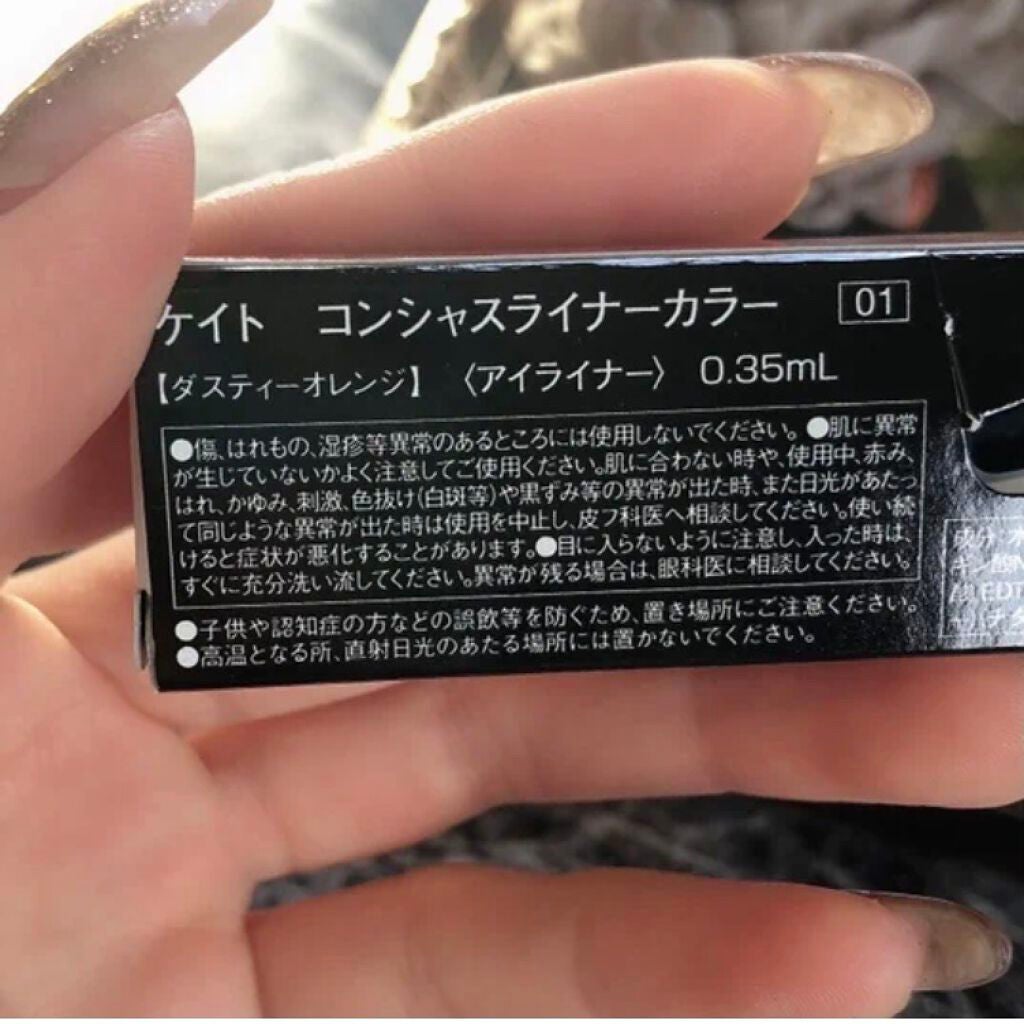 ケイト コンシャスライナーカラー 01
【ダスティーオレンジ】 〈アイライナー〉 0.35mL
●傷、はれもの、湿疹等異常のあるところには使用しないでください。●肌に異常
が生じていないかよく注意してご使用ください。肌に合わない時や、使用中、赤み、
はれ、かゆみ、刺激、色抜け(白斑等)や黒ずみ等の異常が出た時、また日光があたっ
て同じような異常が出た時は使用を中止し、皮フ科医へ相談してください。使い続
けると症状が悪化することがあります。●目に入らないように注意し、入った時は、
すぐに充分洗い流してください。異常が残る場合は、眼科医に相談してください。
●子供や認知症の方などの誤飲等を防ぐため、置き場所にご注意ください。
●高温となる所、直射日光のあたる場所には置かないでください。
成分
EDT